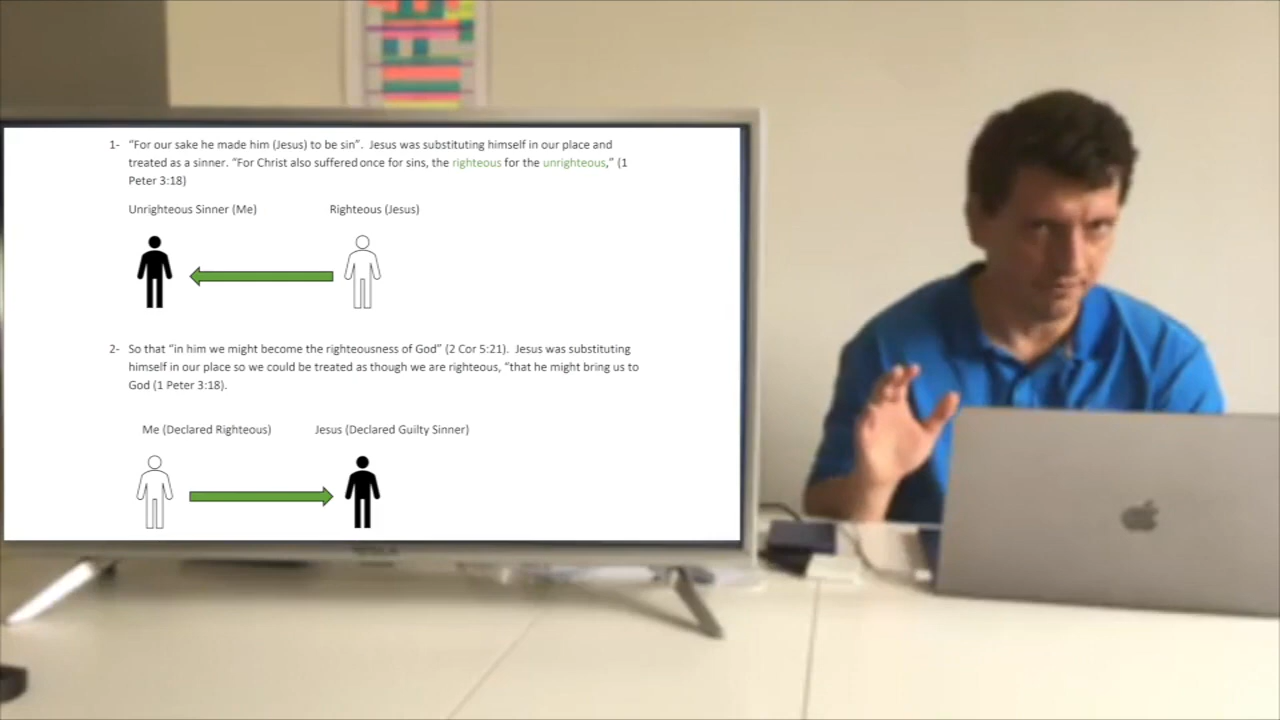 1- “For our sake he made him (Jesus) to be sin”. Jesus was substituting himself in our place and
treated as a sinner. “For Christ also suffered once for sins, the righteous for the unrighteous,” (1
Peter 3:18)
Unrighteous Sinner (Me) Righteous (Jesus)
2- So that “in him we might become the righteousness of God” (2 Cor 5:21). Jesus was substituting
himself in our place so we could be treated as though we are righteous, “that he might bring us to
God (1 Peter 3:18).
Me (Declared Righteous) Jesus (Declared Guilty Sinner)